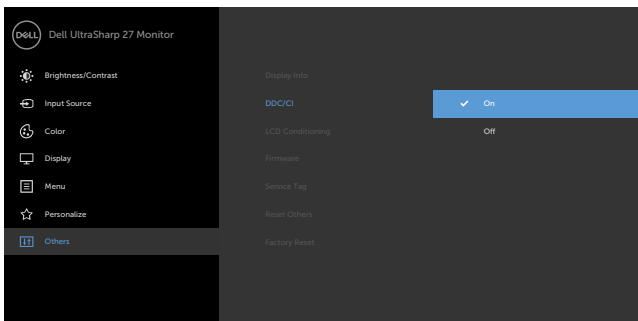 DELL Dell UltraSharp 27 Monitor
Brightness/Contrast
Input Source
Color
Display
Menu
Personalize
Others
Display Info
DDC/CI
LCD Conditioning
Firmware
Service Tag
Reset Others
Factory Reset
On
Off